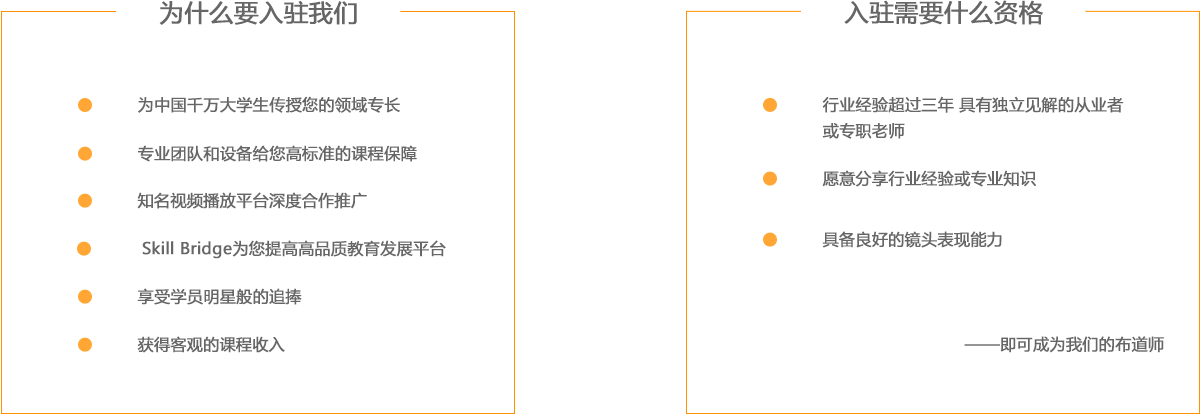 为什么要入驻我们
为中国千万大学生传授您的领域专长
专业团队和设备给您高标准的课程保障
知名视频播放平台深度合作推广
Skill Bridge为您提高高品质教育发展平台
享受学员明星般的追捧
获得客观的课程收入
入驻需要什么资格
行业经验超过三年 具有独立见解的从业者
或专职老师
愿意分享行业经验或专业知识
具备良好的镜头表现能力
——即可成为我们的布道师